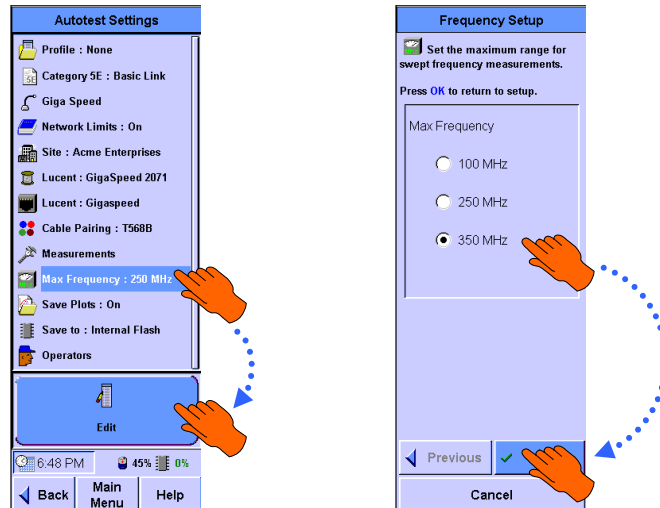 Autotest Settings
Profile : None
Category 5E : Basic Link
Giga Speed
Network Limits : On
Site : Acme Enterprises
Lucent : GigaSpeed 2071
Lucent : Gigaspeed
Cable Pairing : T568B
Measurements
Max Frequency : 250 MHz
Save Plots : On
Save to : Internal Flash
Operators
Edit
6:48 PM 45% 0%
Back
Main
Menu
Help
Frequency Setup
Set the maximum range for
swept frequency measurements.
Press OK to return to setup.
Max Frequency
100 MHz
250 MHz
350 MHz
Previous
Cancel